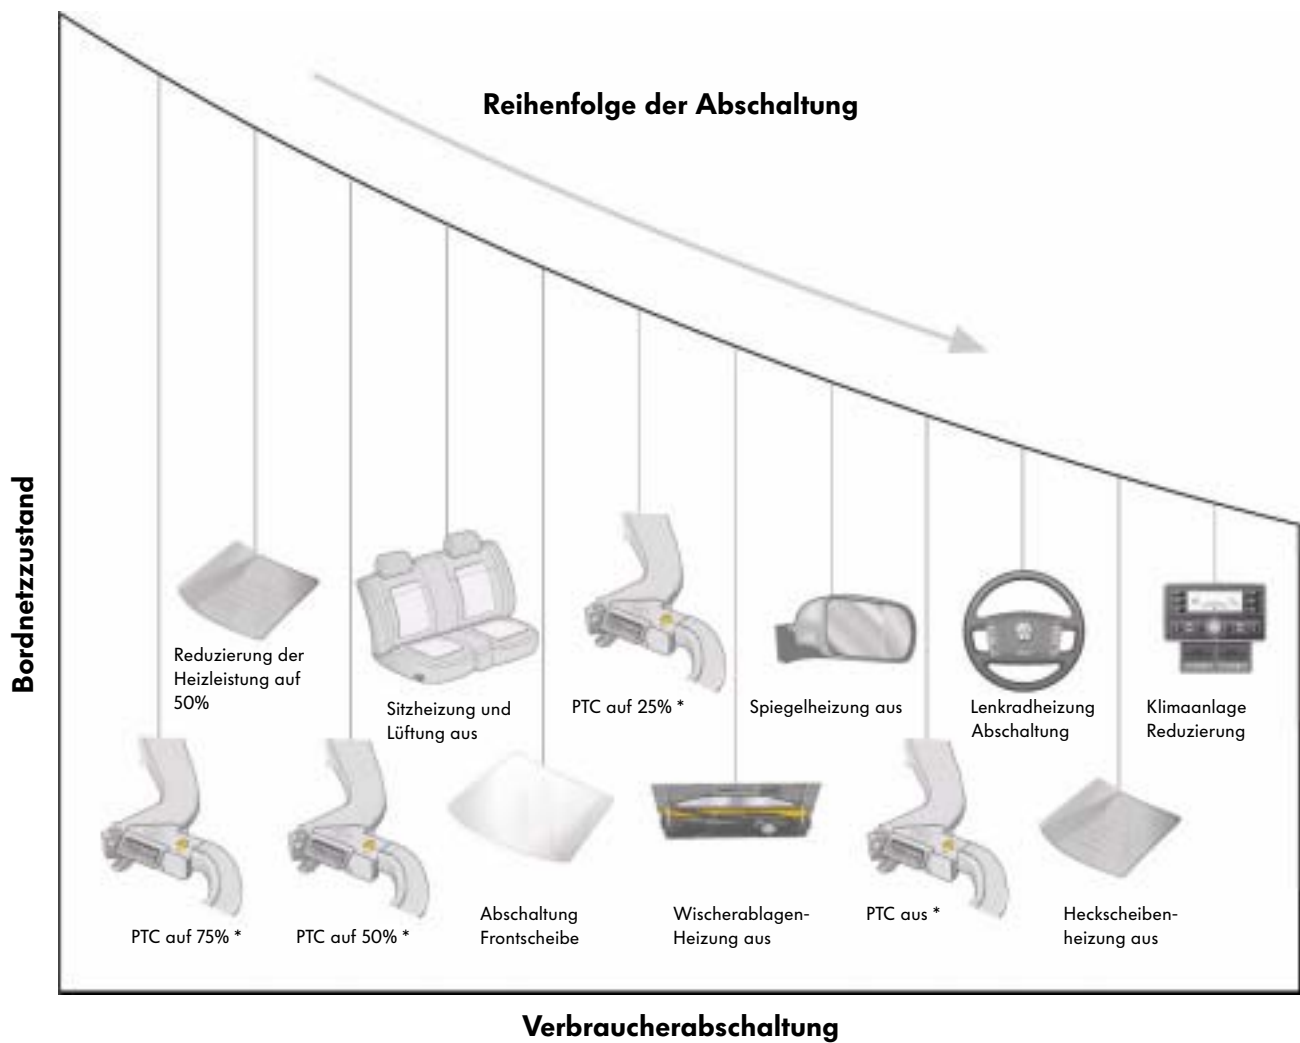 Reihenfolge der Abschaltung
Bordnetzzustand
Reduzierung der
Heizleistung auf
50%
Sitzheizung und
Lüftung aus
PTC auf 25% *
Spiegelheizung aus
Lenkradheizung
Abschaltung
Klimaanlage
Reduzierung
PTC auf 75% *
PTC auf 50% *
Abschaltung
Frontscheibe
Wischerablagen-
Heizung aus
PTC aus *
Heckscheiben-
heizung aus
Verbraucherabschaltung